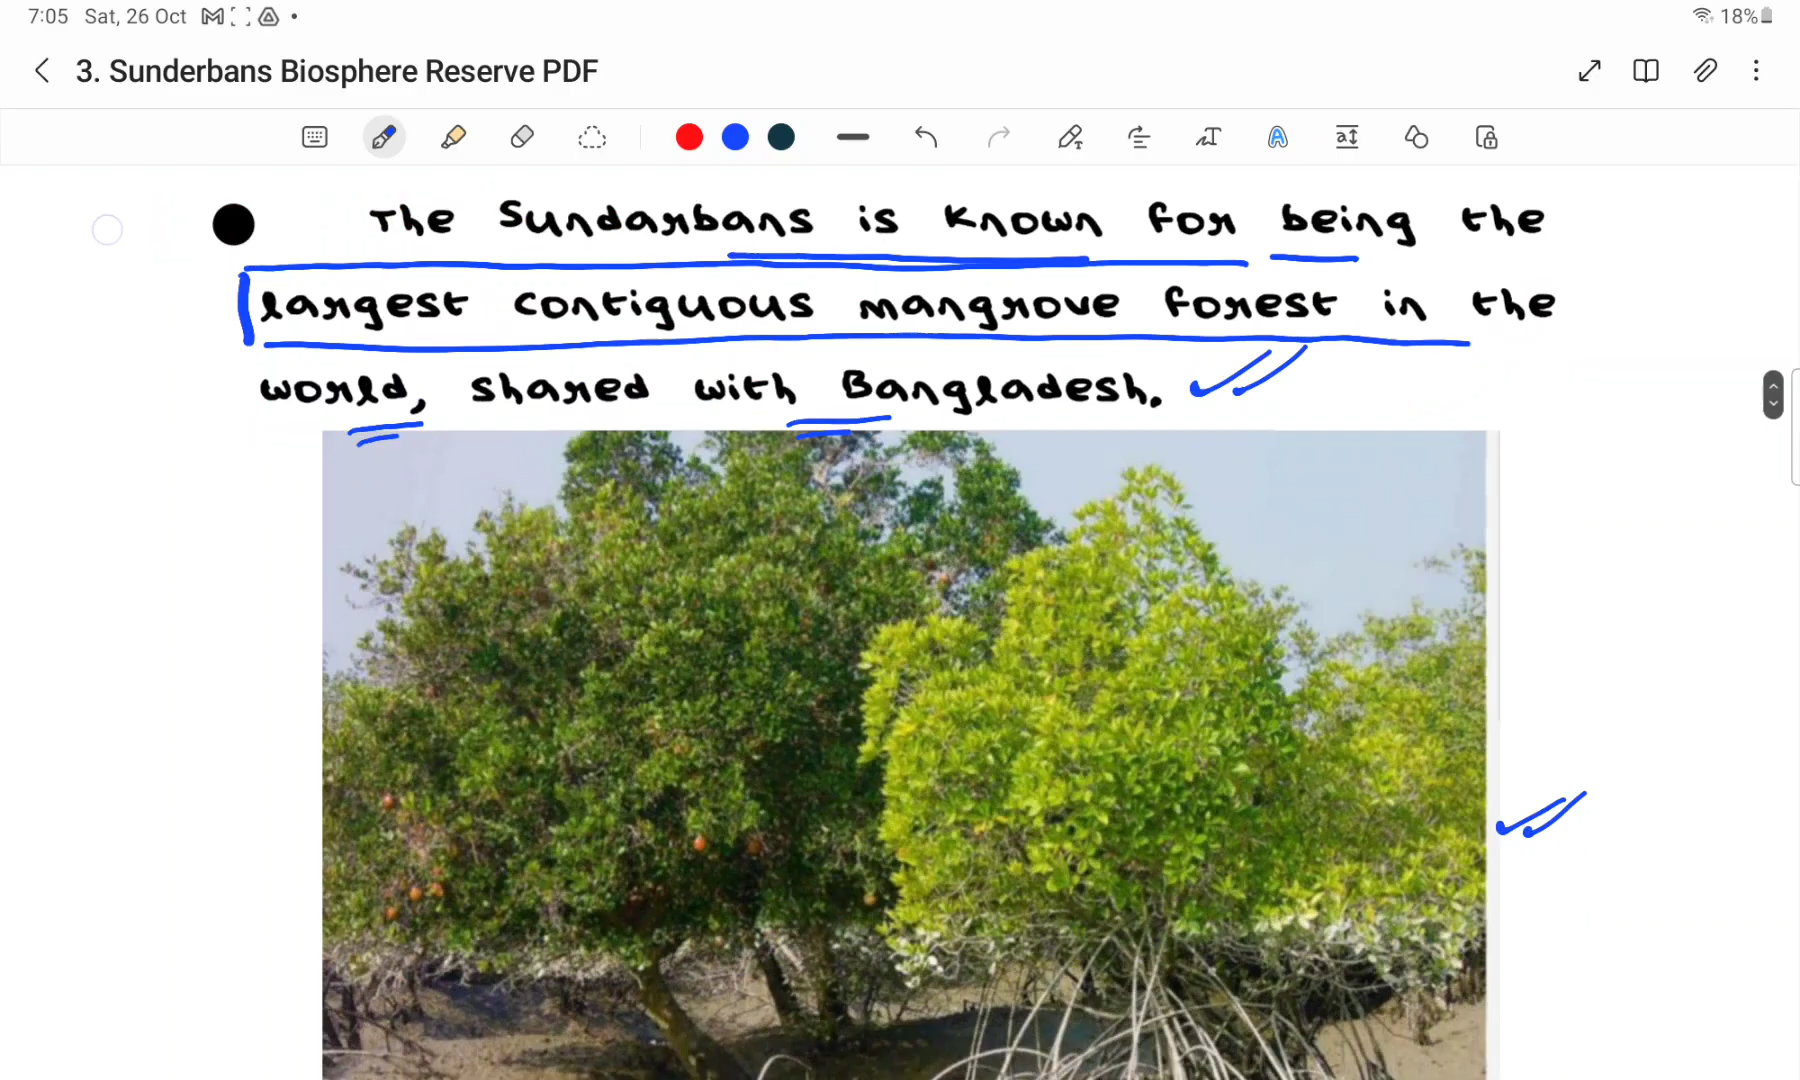 7:05 Sat, 26 Oct 18%
3. Sunderbans Biosphere Reserve PDF
The Sundarbans is known for being the
largest contiguous mangrove forest in the
world, shared with Bangladesh.